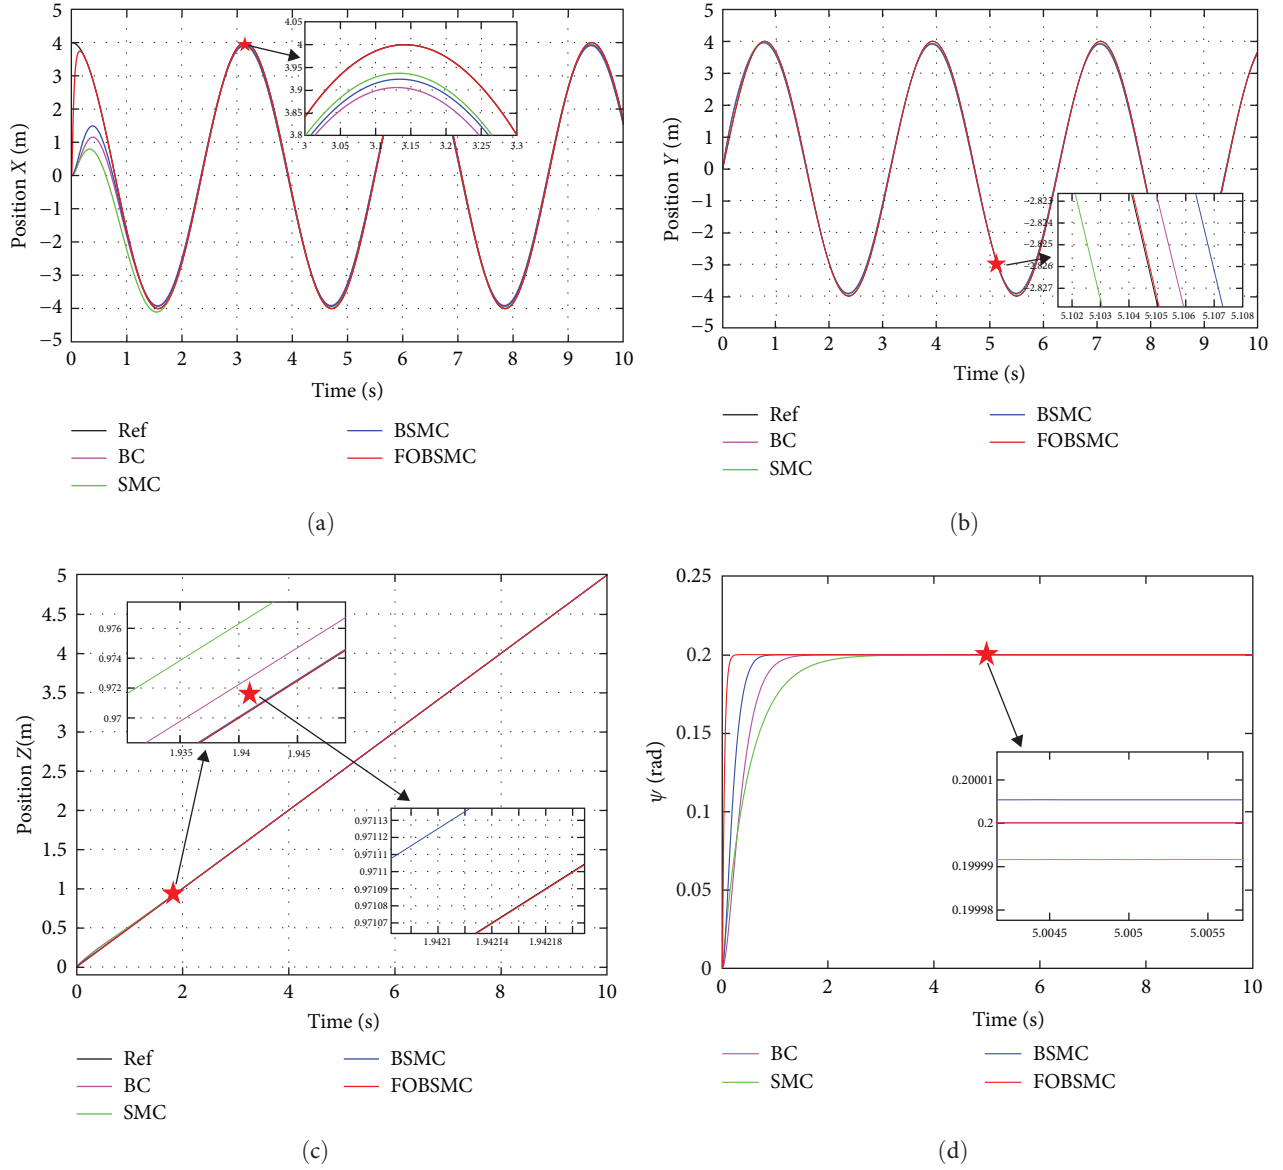 Position X (m)
5
4
3
2
1
0
−1
−2
−3
−4
−5
0 1 2 3 4 5 6 7 8 9 10
Time (s)
4.05
4
3.95
3.9
3.85
3.8
3 3.05 3.1 3.15 3.2 3.25 3.3
Ref
BC
SMC
BSMC
FOBSMC
(a)
Position Y (m)
5
4
3
2
1
0
−1
−2
−3
−4
−5
0 1 2 3 4 5 6 7 8 9 10
Time (s)
−2.823
−2.824
−2.825
−2.826
−2.827
5.102 5.103 5.104 5.105 5.106 5.107 5.108
Ref
BC
SMC
BSMC
FOBSMC
(b)
Position Z(m)
5
4.5
4
3.5
3
2.5
2
1.5
1
0.5
0
0 2 4 6 8 10
Time (s)
0.976
0.974
0.972
0.97
1.935 1.94 1.945
0.97113
0.97112
0.97111
0.9711
0.97109
0.97108
0.97107
1.9421 1.94214 1.94218
Ref
BC
SMC
BSMC
FOBSMC
(c)
ψ (rad)
0.25
0.2
0.15
0.1
0.05
0
0 2 4 6 8 10
Time (s)
0.20001
0.2
0.19999
0.19998
5.0045 5.005 5.0055
BC
SMC
BSMC
FOBSMC
(d)